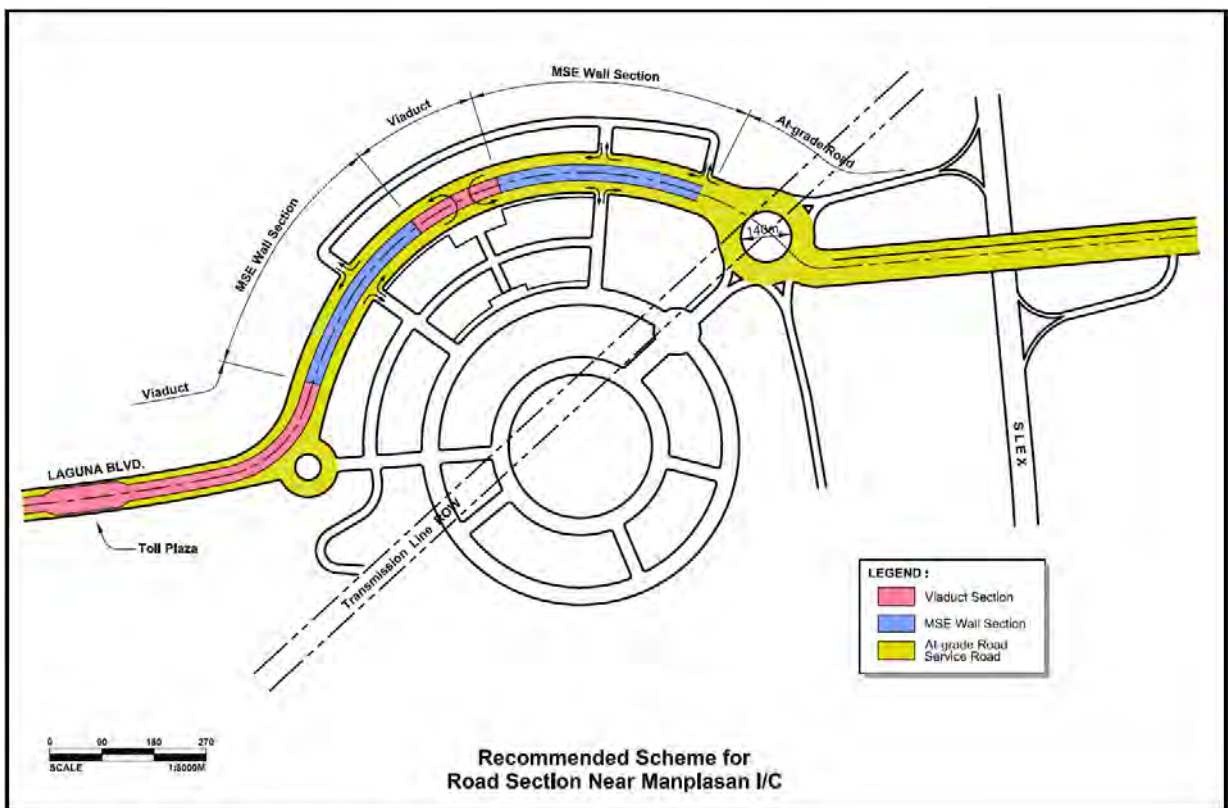 MSE Wall Section
Viaduct
At-grade Road
MSE Wall Section
140m
Viaduct
SLEX
LAGUNA BLVD.
Toll Plaza
Transmission Line ROW
LEGEND :
Viaduct Section
MSE Wall Section
At-grade Road
Service Road
0 90 180 270
SCALE 1:8000M
Recommended Scheme for
Road Section Near Manplasan I/C